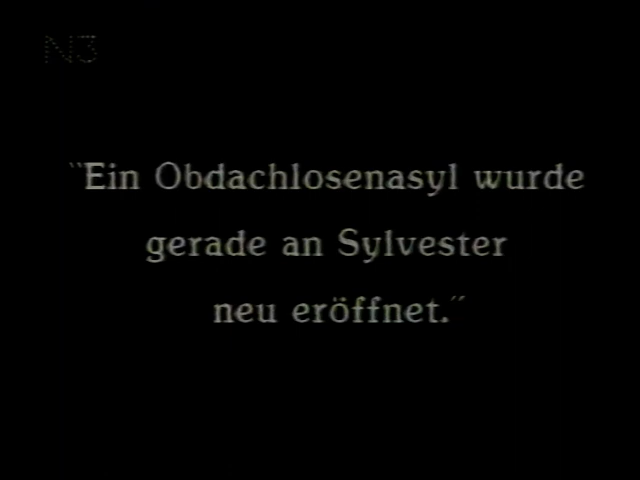 N3
``Ein Obdachlosenasyl wurde
gerade an Sylvester
neu eröffnet.´´